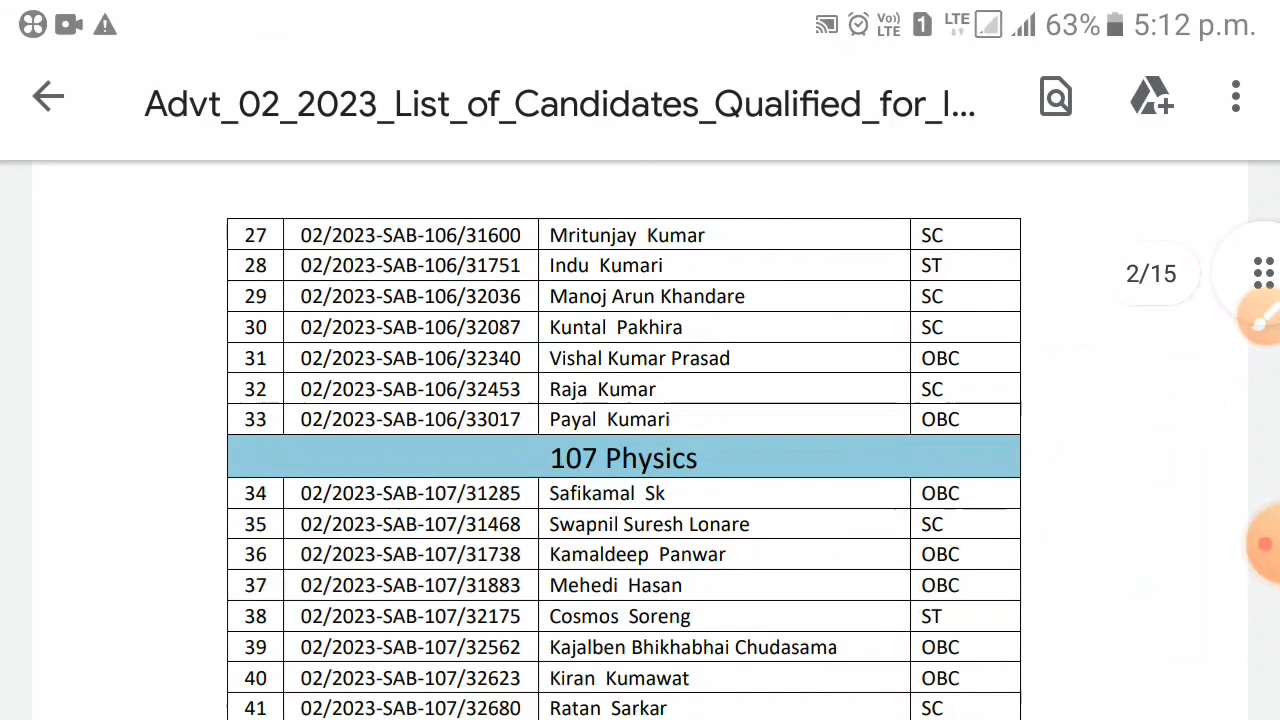 Vo) LTE 1 LTE 63% 5:12 p.m.
Advt_02_2023_List_of_Candidates_Qualified_for_I...
27 02/2023-SAB-106/31600 Mritunjay Kumar SC
28 02/2023-SAB-106/31751 Indu Kumari ST
2/15
29 02/2023-SAB-106/32036 Manoj Arun Khandare SC
30 02/2023-SAB-106/32087 Kuntal Pakhira SC
31 02/2023-SAB-106/32340 Vishal Kumar Prasad OBC
32 02/2023-SAB-106/32453 Raja Kumar SC
33 02/2023-SAB-106/33017 Payal Kumari OBC
107 Physics
34 02/2023-SAB-107/31285 Safikamal Sk OBC
35 02/2023-SAB-107/31468 Swapnil Suresh Lonare SC
36 02/2023-SAB-107/31738 Kamaldeep Panwar OBC
37 02/2023-SAB-107/31883 Mehedi Hasan OBC
38 02/2023-SAB-107/32175 Cosmos Soreng ST
39 02/2023-SAB-107/32562 Kajalben Bhikhabhai Chudasama OBC
40 02/2023-SAB-107/32623 Kiran Kumawat OBC
41 02/2023-SAB-107/32680 Ratan Sarkar SC